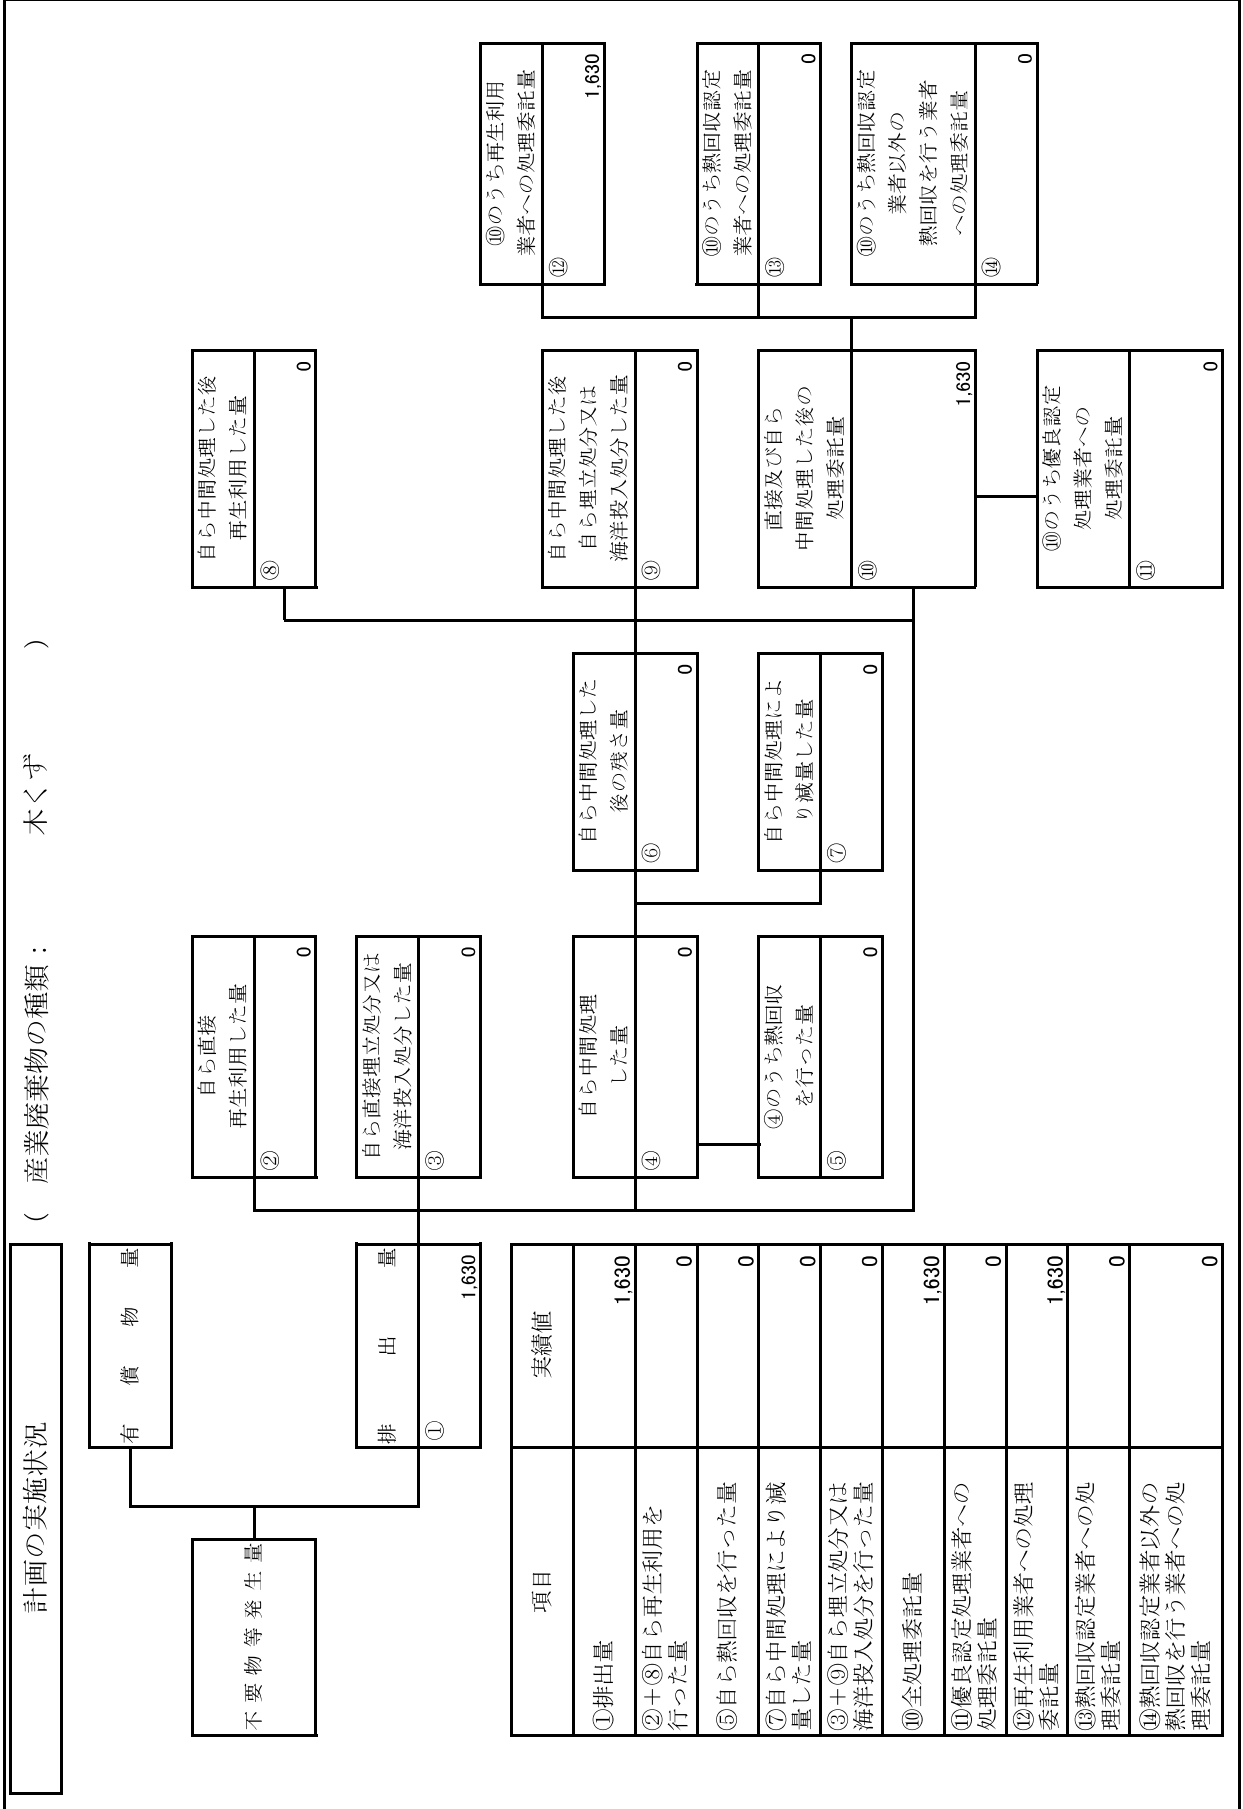 計画の実施状況
（　産業廃棄物の種類：　木くず　）
有償物量
不要物等発生量
排出量
①
1,630
自ら直接
再生利用した量
②
0
自ら直接埋立処分又は
海洋投入処分した量
③
0
自ら中間処理
した量
④
0
④のうち熱回収
を行った量
⑤
0
自ら中間処理した
後の残さ量
⑥
0
自ら中間処理によ
り減量した量
⑦
0
自ら中間処理した後
再生利用した量
⑧
0
自ら中間処理した後
自ら埋立処分又は
海洋投入処分した量
⑨
0
直接及び自ら
中間処理した後の
処理委託量
⑩
1,630
⑩のうち優良認定
処理業者への
処理委託量
⑪
0
⑩のうち再生利用
業者への処理委託量
⑫
1,630
⑩のうち熱回収認定
業者への処理委託量
⑬
0
⑩のうち熱回収認定
業者以外の
熱回収を行う業者
への処理委託量
⑭
0
項目　実績値
①排出量　1,630
②＋⑧自ら再生利用を
行った量　0
⑤自ら熱回収を行った量　0
⑦自ら中間処理により減
量した量　0
③＋⑨自ら埋立処分又は
海洋投入処分を行った量　0
⑩全処理委託量　1,630
⑪優良認定処理業者への
処理委託量　0
⑫再生利用業者への処理
委託量　1,630
⑬熱回収認定業者への処
理委託量　0
⑭熱回収認定業者以外の
熱回収を行う業者への処
理委託量　0